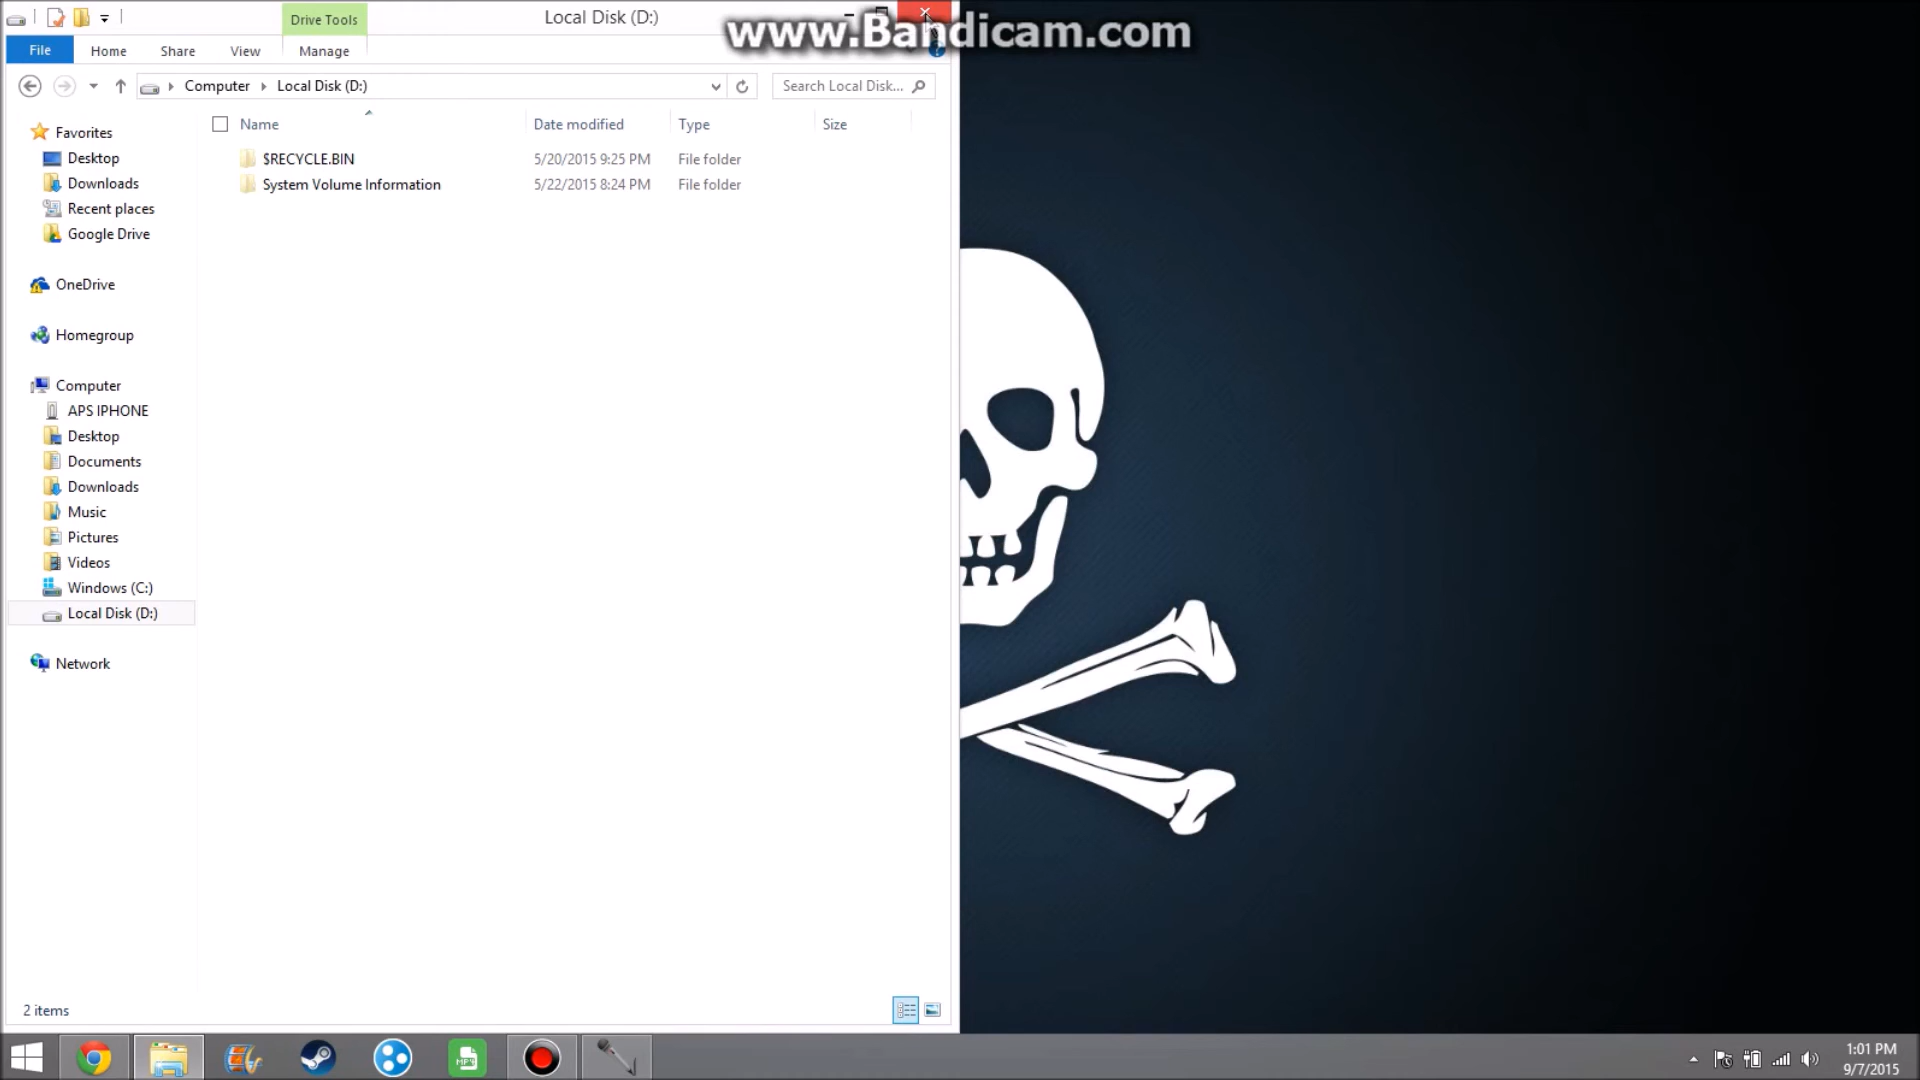 Drive Tools
Local Disk (D:)
www.Bandicam.com
File
Home
Share
View
Manage
Computer
Local Disk (D:)
Search Local Disk...
Name
Date modified
Type
Size
$RECYCLE.BIN
5/20/2015 9:25 PM
File folder
System Volume Information
5/22/2015 8:24 PM
File folder
Favorites
Desktop
Downloads
Recent places
Google Drive
OneDrive
Homegroup
Computer
APS IPHONE
Desktop
Documents
Downloads
Music
Pictures
Videos
Windows (C:)
Local Disk (D:)
Network
2 items
MP3
1:01 PM
9/7/2015